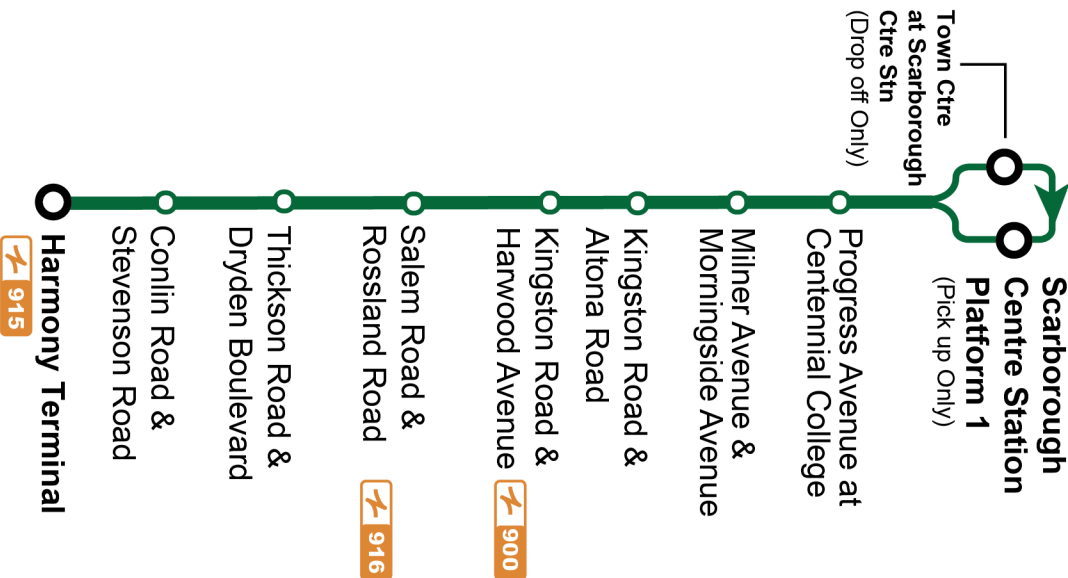 Town Ctre
at Scarborough
Ctre Stn
(Drop off Only)
Scarborough
Centre Station
Platform 1
(Pick up Only)
Progress Avenue at
Centennial College
Milner Avenue &
Morningside Avenue
Kingston Road &
Altona Road
Kingston Road &
Harwood Avenue
900
Salem Road &
Rossland Road
916
Thickson Road &
Dryden Boulevard
Conlin Road &
Stevenson Road
Harmony Terminal
915